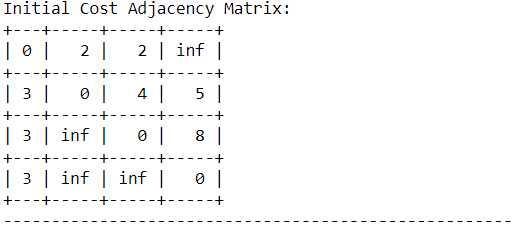 Initial Cost Adjacency Matrix:
+---+-----+-----+-----+
| 0 |   2 |   2 | inf |
+---+-----+-----+-----+
| 3 |   0 |   4 |   5 |
+---+-----+-----+-----+
| 3 | inf |   0 |   8 |
+---+-----+-----+-----+
| 3 | inf | inf |   0 |
+---+-----+-----+-----+
-----------------------------------------------------